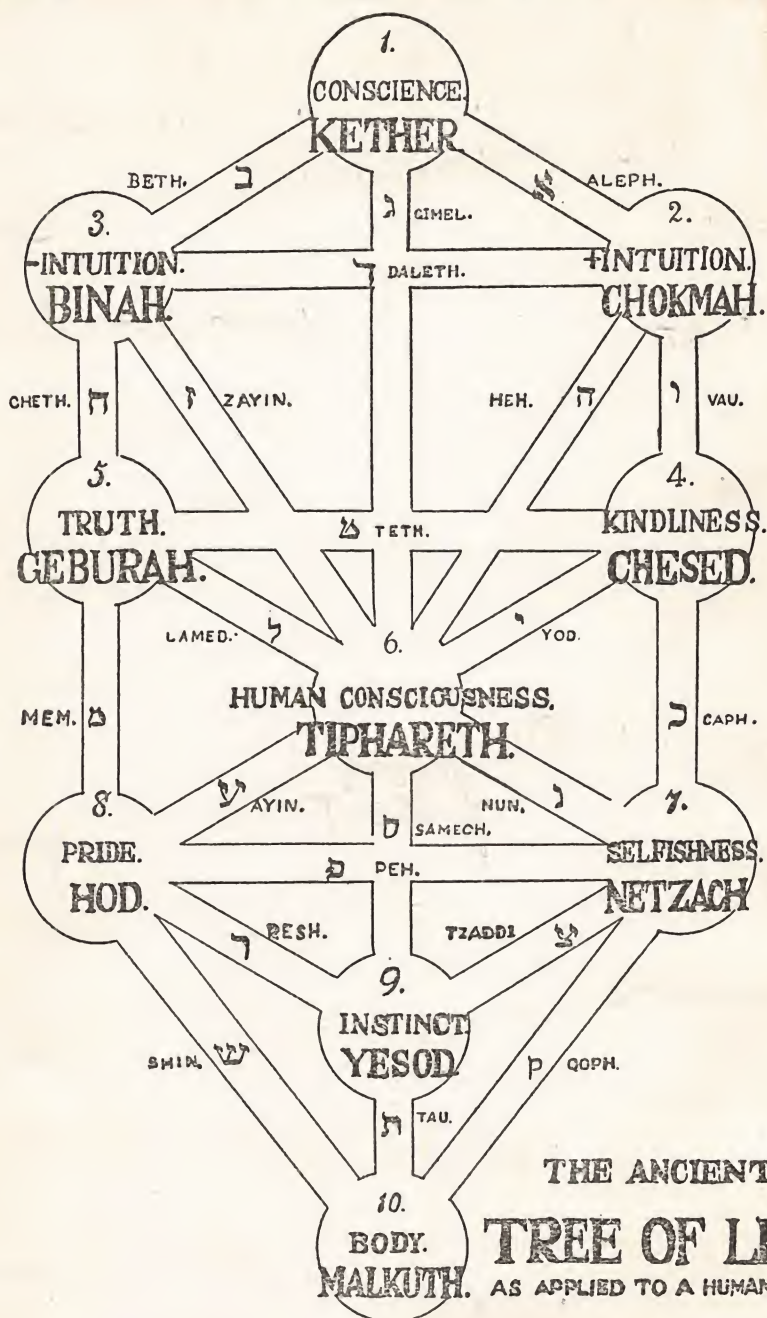 1.
CONSCIENCE.
KETHER.
BETH. ב
א ALEPH.
ג GIMEL.
3.
-INTUITION.
BINAH.
2.
+INTUITION.
CHOKMAH.
ד DALETH.
CHETH. ח
ז ZAYIN.
HEH. ה
ו VAU.
5.
TRUTH.
GEBURAH.
4.
KINDLINESS.
CHESED.
ט TETH.
LAMED. ל
י YOD.
6.
HUMAN CONSCIOUSNESS.
TIPHARETH.
MEM. מ
כ CAPH.
AYIN.
NUN. נ
ס SAMECH.
8.
PRIDE.
HOD.
7.
SELFISHNESS.
NETZACH
PEH.
ר RESH.
TZADDI צ
9.
INSTINCT.
YESOD.
SHIN. ש
ק QOPH.
ת TAU.
10.
BODY.
MALKUTH.
THE ANCIENT
TREE OF
AS APPLIED TO A HUMAN